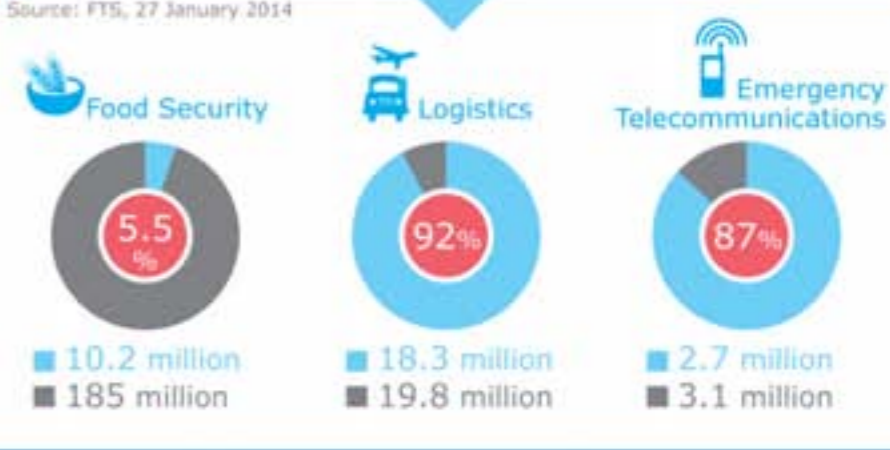 Source: FTS, 27 January 2014
Food Security
5.5
%
10.2 million
185 million
Logistics
92%
18.3 million
19.8 million
Emergency
Telecommunications
87%
2.7 million
3.1 million